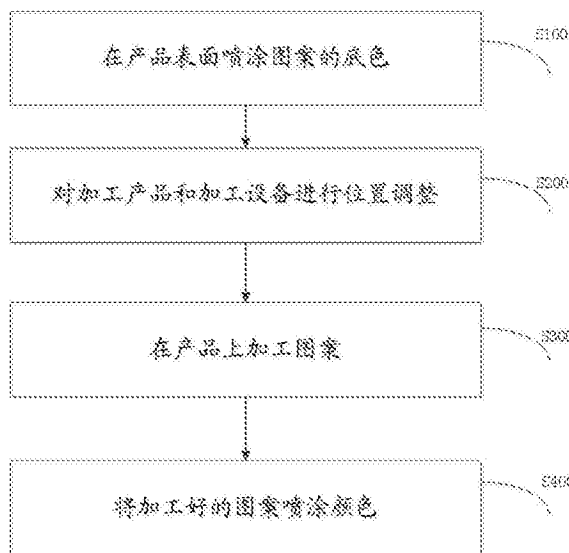 在产品表面喷涂图案的底色
S100
对加工产品和加工设备进行位置调整
S200
在产品上加工图案
S300
将加工好的图案喷涂颜色
S400